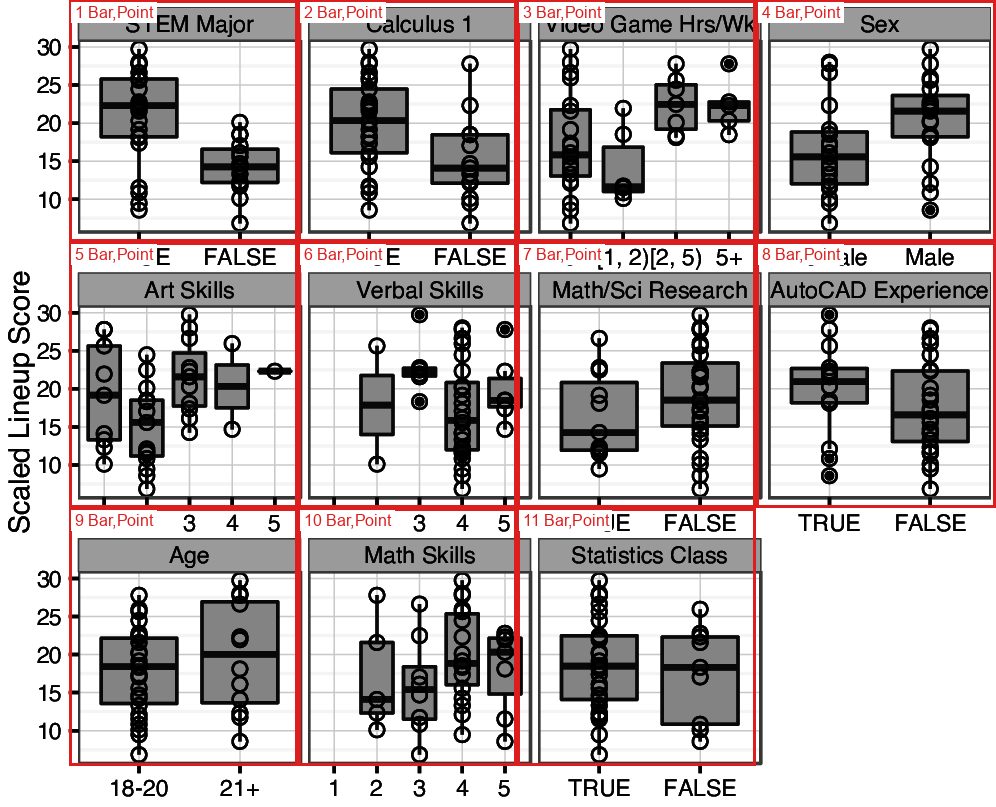 1 Bar,Point
2 Bar,Point
3 Bar,Point
4 Bar,Point
STEM Major
Calculus 1
Video Game Hrs/Wk
Sex
30
25
20
15
10
5 Bar,Point
FALSE
6 Bar,Point
FALSE
7 Bar,Point
[1, 2)
[2, 5)
5+
8 Bar,Point
Male
Art Skills
Verbal Skills
Math/Sci Research
AutoCAD Experience
Scaled Lineup Score
30
25
20
15
10
9 Bar,Point
3
4
5
10 Bar,Point
3
4
5
11 Bar,Point
FALSE
TRUE
FALSE
Age
Math Skills
Statistics Class
30
25
20
15
10
18-20
21+
1
2
3
4
5
TRUE
FALSE